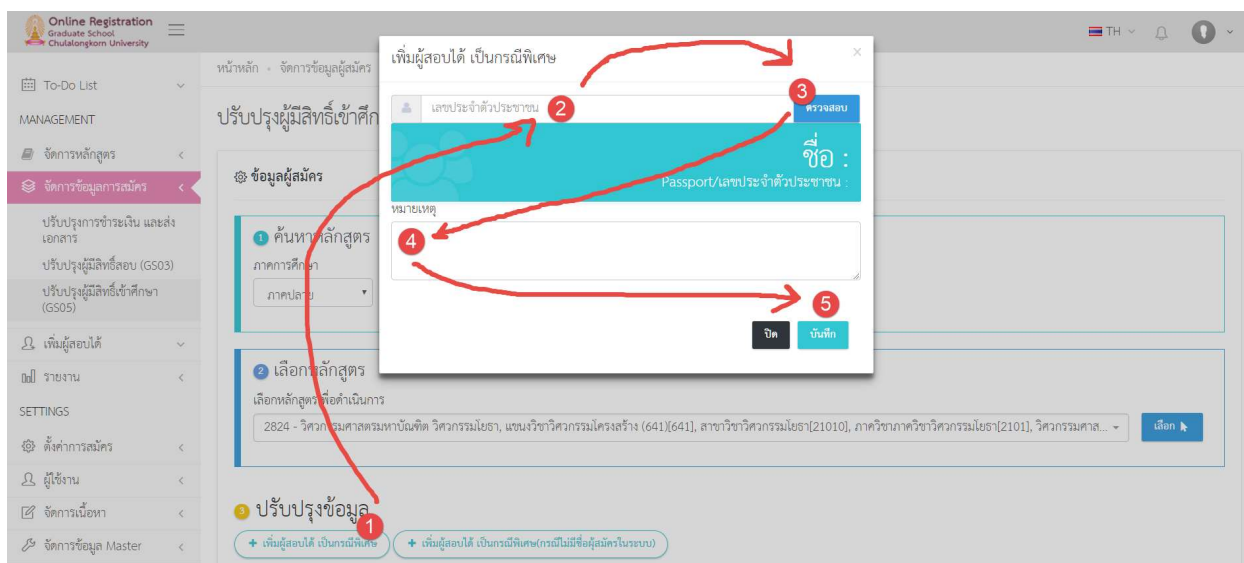 Online Registration
Graduate School
Chulalongkorn University
TH
To-Do List
MANAGEMENT
จัดการหลักสูตร
จัดการข้อมูลการสมัคร
ปรับปรุงการชำระเงิน และส่ง
เอกสาร
ปรับปรุงผู้มีสิทธิ์สอบ (GS03)
ปรับปรุงผู้มีสิทธิ์เข้าศึกษา
(GS05)
เพิ่มผู้สอบได้
รายงาน
SETTINGS
ตั้งค่าการสมัคร
ผู้ใช้งาน
จัดการเนื้อหา
จัดการข้อมูล Master
หน้าหลัก - จัดการข้อมูลผู้สมัคร
ปรับปรุงผู้มีสิทธิ์เข้าศึก
ข้อมูลผู้สมัคร
1 ค้นหาหลักสูตร
ภาคการศึกษา
ภาคปลาย
เพิ่มผู้สอบได้ เป็นกรณีพิเศษ
×
เลขประจำตัวประชาชน 2
3
ตรวจสอบ
ชื่อ :
Passport/เลขประจำตัวประชาชน :
หมายเหตุ
4
5
ปิด บันทึก
2 เลือกหลักสูตร
เลือกหลักสูตรเพื่อดำเนินการ
2824 - วิศวกรรมศาสตรมหาบัณฑิต วิศวกรรมโยธา, แขนงวิชาวิศวกรรมโครงสร้าง (641)[641], สาขาวิชาวิศวกรรมโยธา[21010], ภาควิชาภาควิชาวิศวกรรมโยธา[2101], วิศวกรรมศาส...
เลือก
3 ปรับปรุงข้อมูล
1
+ เพิ่มผู้สอบได้ เป็นกรณีพิเศษ
+ เพิ่มผู้สอบได้ เป็นกรณีพิเศษ(กรณีไม่มีชื่อผู้สมัครในระบบ)